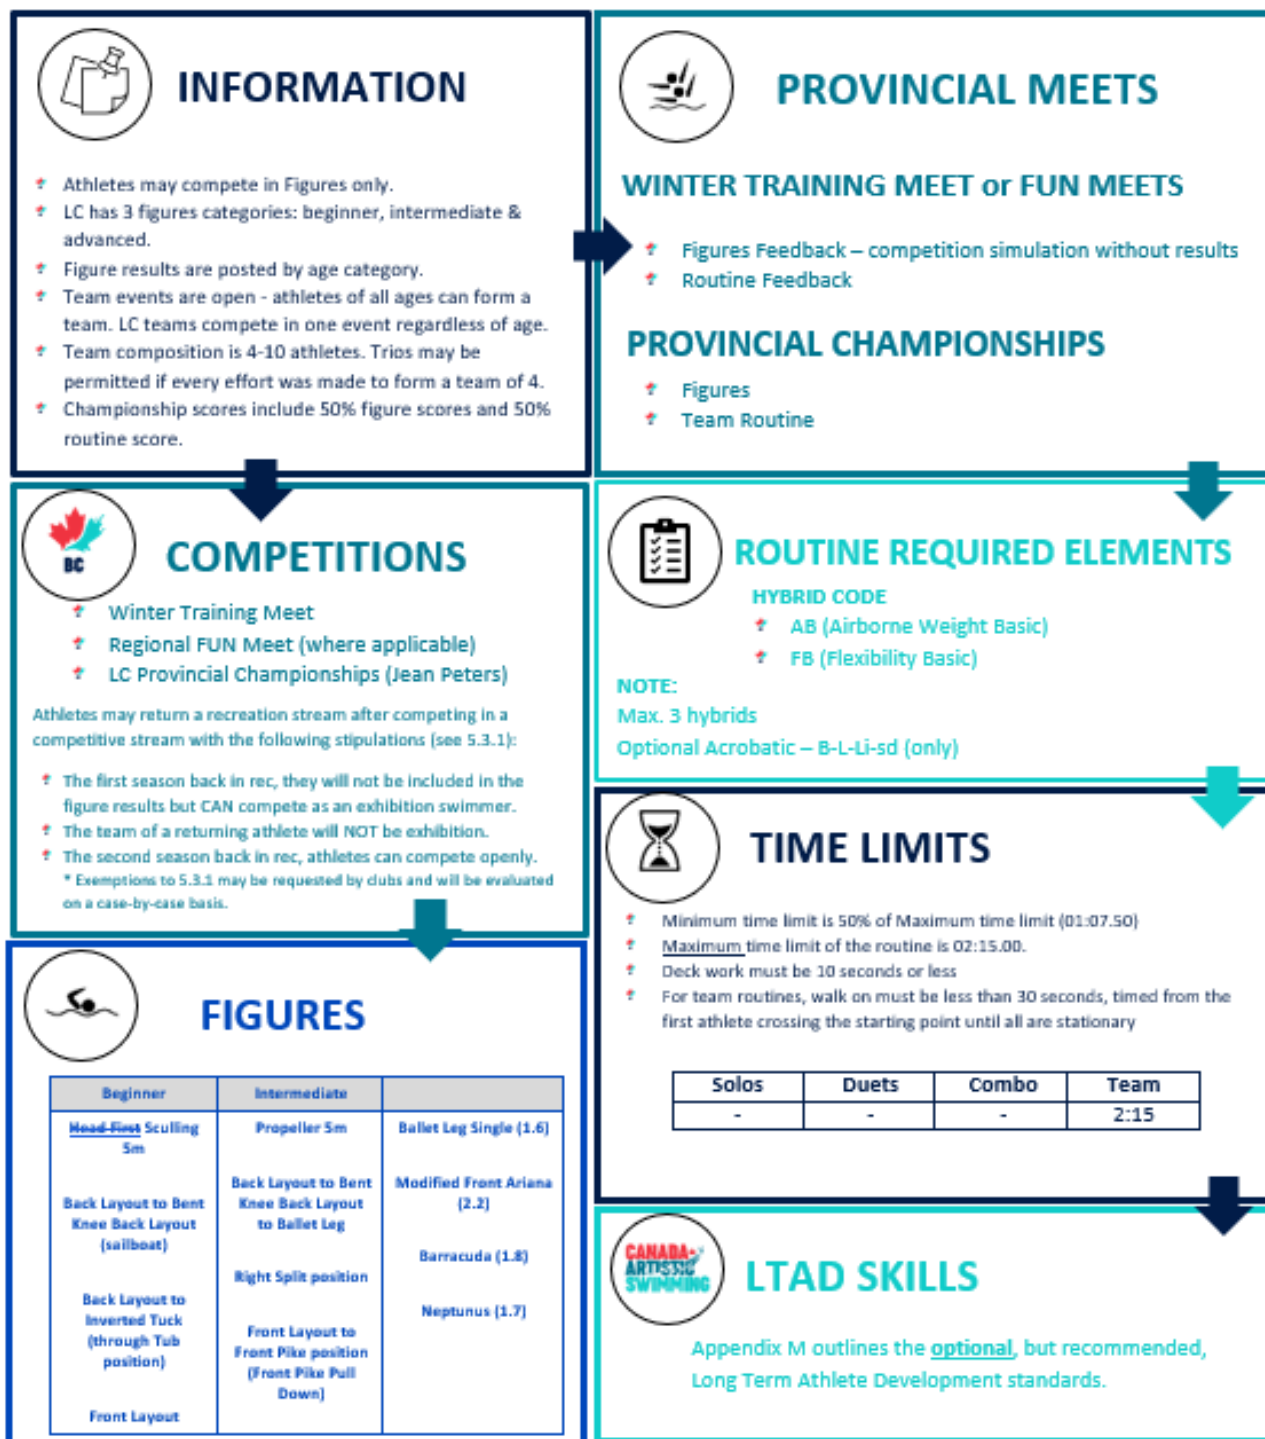 INFORMATION
Athletes may compete in Figures only.
LC has 3 figures categories: beginner, intermediate &
advanced.
Figure results are posted by age category.
Team events are open - athletes of all ages can form a
team. LC teams compete in one event regardless of age.
Team composition is 4-10 athletes. Trios may be
permitted if every effort was made to form a team of 4.
Championship scores include 50% figure scores and 50%
routine score.
PROVINCIAL MEETS
WINTER TRAINING MEET or FUN MEETS
Figures Feedback – competition simulation without results
Routine Feedback
PROVINCIAL CHAMPIONSHIPS
Figures
Team Routine
BC
COMPETITIONS
Winter Training Meet
Regional FUN Meet (where applicable)
LC Provincial Championships (Jean Peters)
Athletes may return a recreation stream after competing in a
competitive stream with the following stipulations (see 5.3.1):
The first season back in rec, they will not be included in the
figure results but CAN compete as an exhibition swimmer.
The team of a returning athlete will NOT be exhibition.
The second season back in rec, athletes can compete openly.
* Exemptions to 5.3.1 may be requested by clubs and will be evaluated
on a case-by-case basis.
ROUTINE REQUIRED ELEMENTS
HYBRID CODE
AB (Airborne Weight Basic)
FB (Flexibility Basic)
NOTE:
Max. 3 hybrids
Optional Acrobatic – B-L-Li-sd (only)
TIME LIMITS
Minimum time limit is 50% of Maximum time limit (01:07.50)
Maximum time limit of the routine is 02:15.00.
Deck work must be 10 seconds or less
For team routines, walk on must be less than 30 seconds, timed from the
first athlete crossing the starting point until all are stationary
Solos Duets Combo Team
- - - 2:15
FIGURES
Beginner
Head First Sculling
5m
Back Layout to Bent
Knee Back Layout
(sailboat)
Back Layout to
Inverted Tuck
(through Tub
position)
Front Layout
Intermediate
Propeller 5m
Back Layout to Bent
Knee Back Layout
to Ballet Leg
Right Split position
Front Layout to
Front Pike position
(Front Pike Pull
Down)
Ballet Leg Single (1.6)
Modified Front Ariana
(2.2)
Barracuda (1.8)
Neptunus (1.7)
CANADA
ARTISTIC
SWIMMING
LTAD SKILLS
Appendix M outlines the optional, but recommended,
Long Term Athlete Development standards.